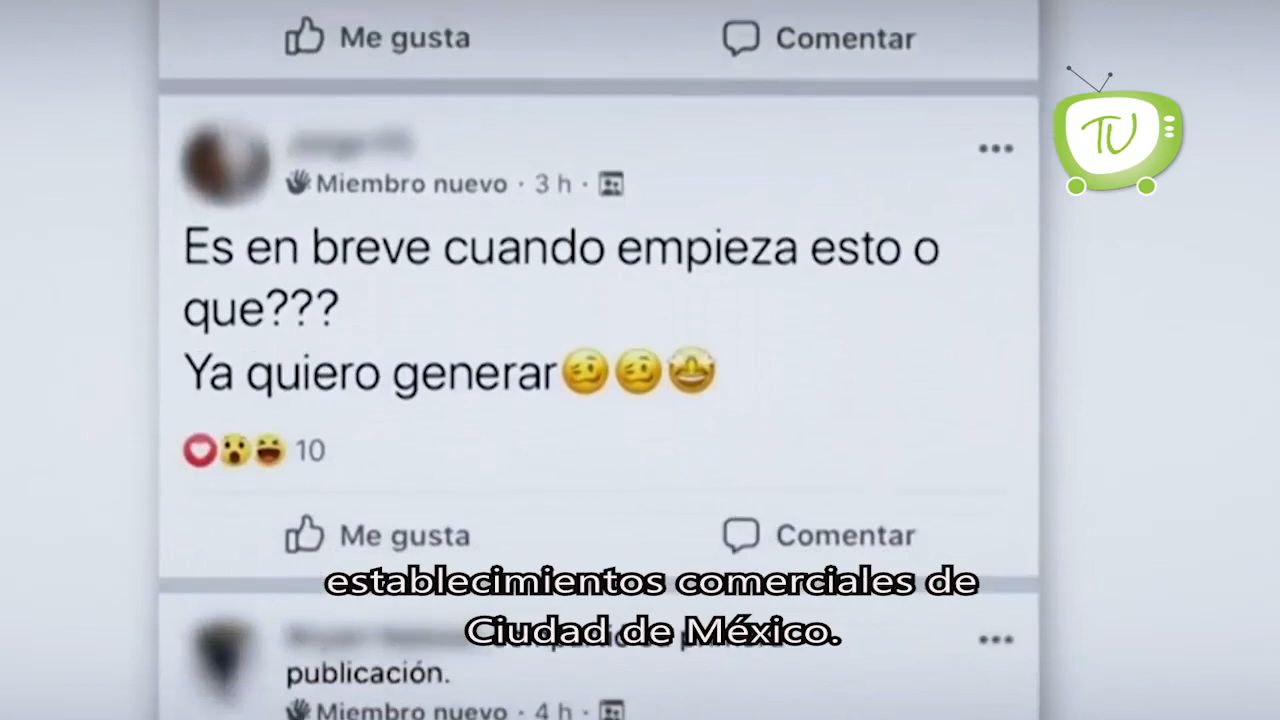 Me gusta
Comentar
TU
Miembro nuevo · 3 h ·
Es en breve cuando empieza esto o
que???
Ya quiero generar🥴🥴🤩
10
Me gusta
Comentar
establecimientos comerciales de
Ciudad de México.
publicación.
Miembro nuevo · 4 h ·